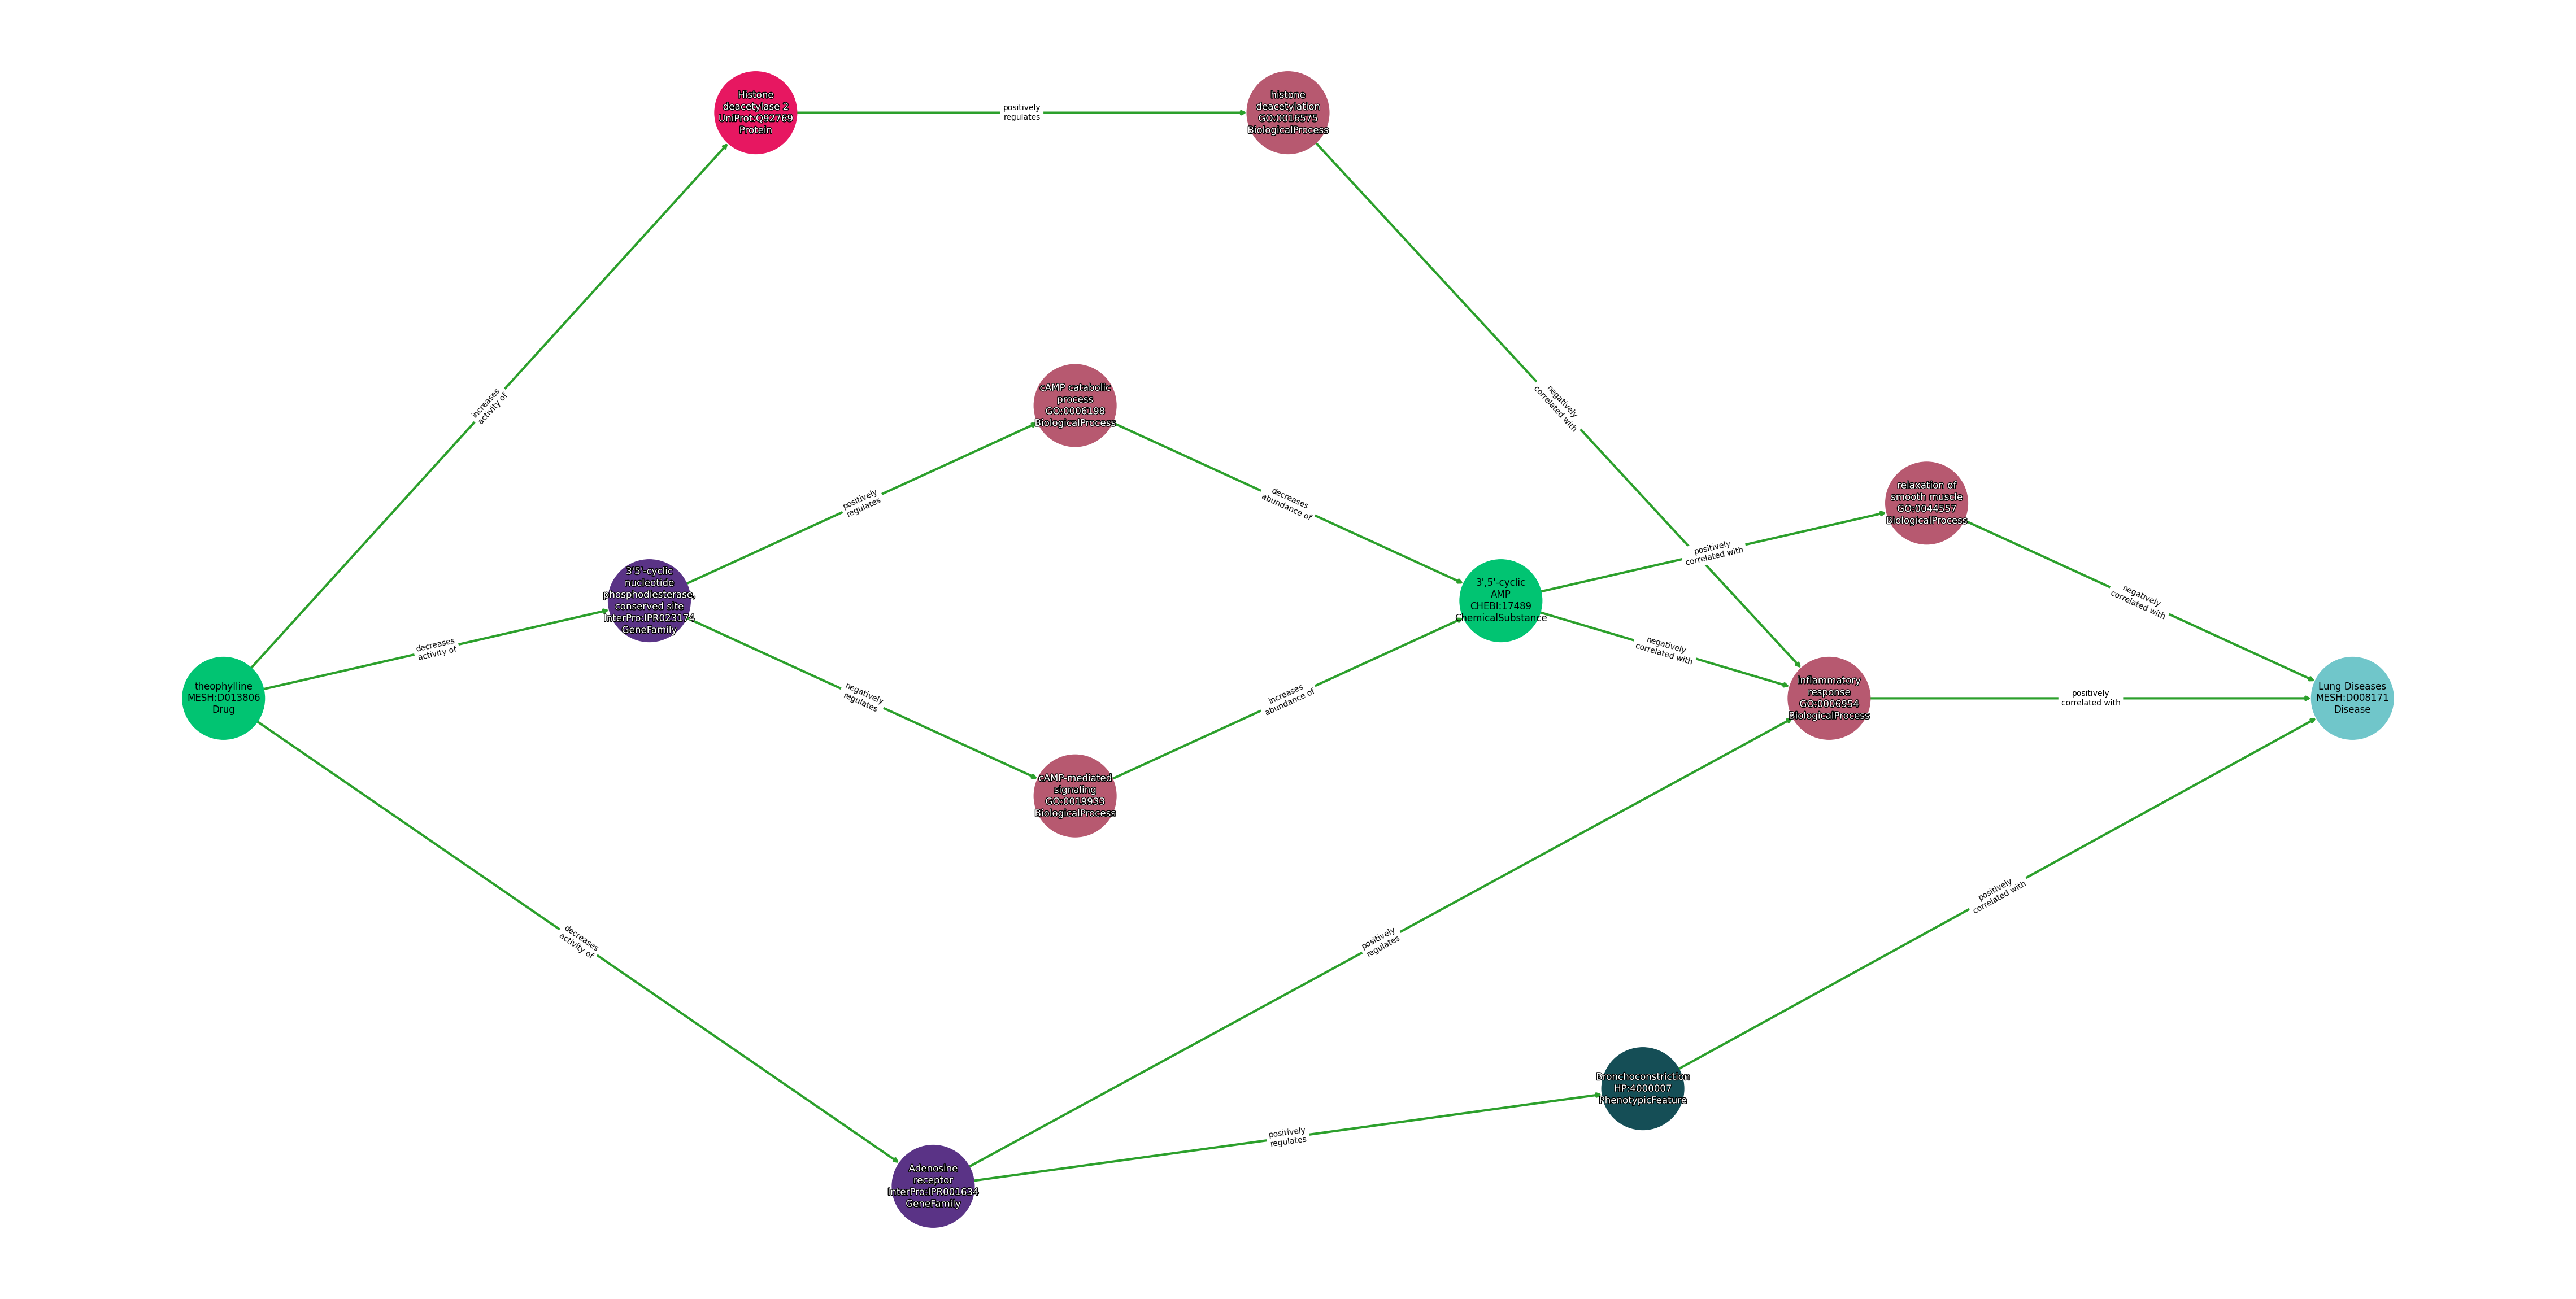 Histone
deacetylase 2
UniProt:Q92769
Protein
positively
regulates
histone
deacetylation
GO:0016575
BiologicalProcess
increases
activity of
negatively
correlated with
cAMP catabolic
process
GO:0006198
BiologicalProcess
positively
regulates
decreases
abundance of
relaxation of
smooth muscle
GO:0044557
BiologicalProcess
positively
correlated with
negatively
correlated with
3'5'-cyclic
nucleotide
phosphodiesterase,
conserved site
InterPro:IPR023174
GeneFamily
3',5'-cyclic
AMP
CHEBI:17489
ChemicalSubstance
decreases
activity of
negatively
correlated with
theophylline
MESH:D013806
Drug
negatively
regulates
increases
abundance of
inflammatory
response
GO:0006954
BiologicalProcess
positively
correlated with
Lung Diseases
MESH:D008171
Disease
cAMP-mediated
signaling
GO:0019933
BiologicalProcess
decreases
activity of
positively
regulates
positively
correlated with
Bronchoconstriction
HP:4000007
PhenotypicFeature
positively
regulates
Adenosine
receptor
InterPro:IPR001634
GeneFamily